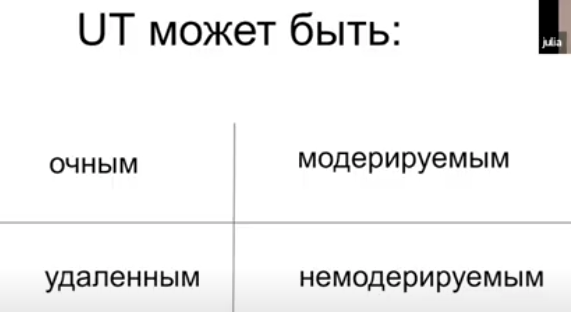 UT может быть:
julia
очным
модерируемым
удаленным
немодерируемым